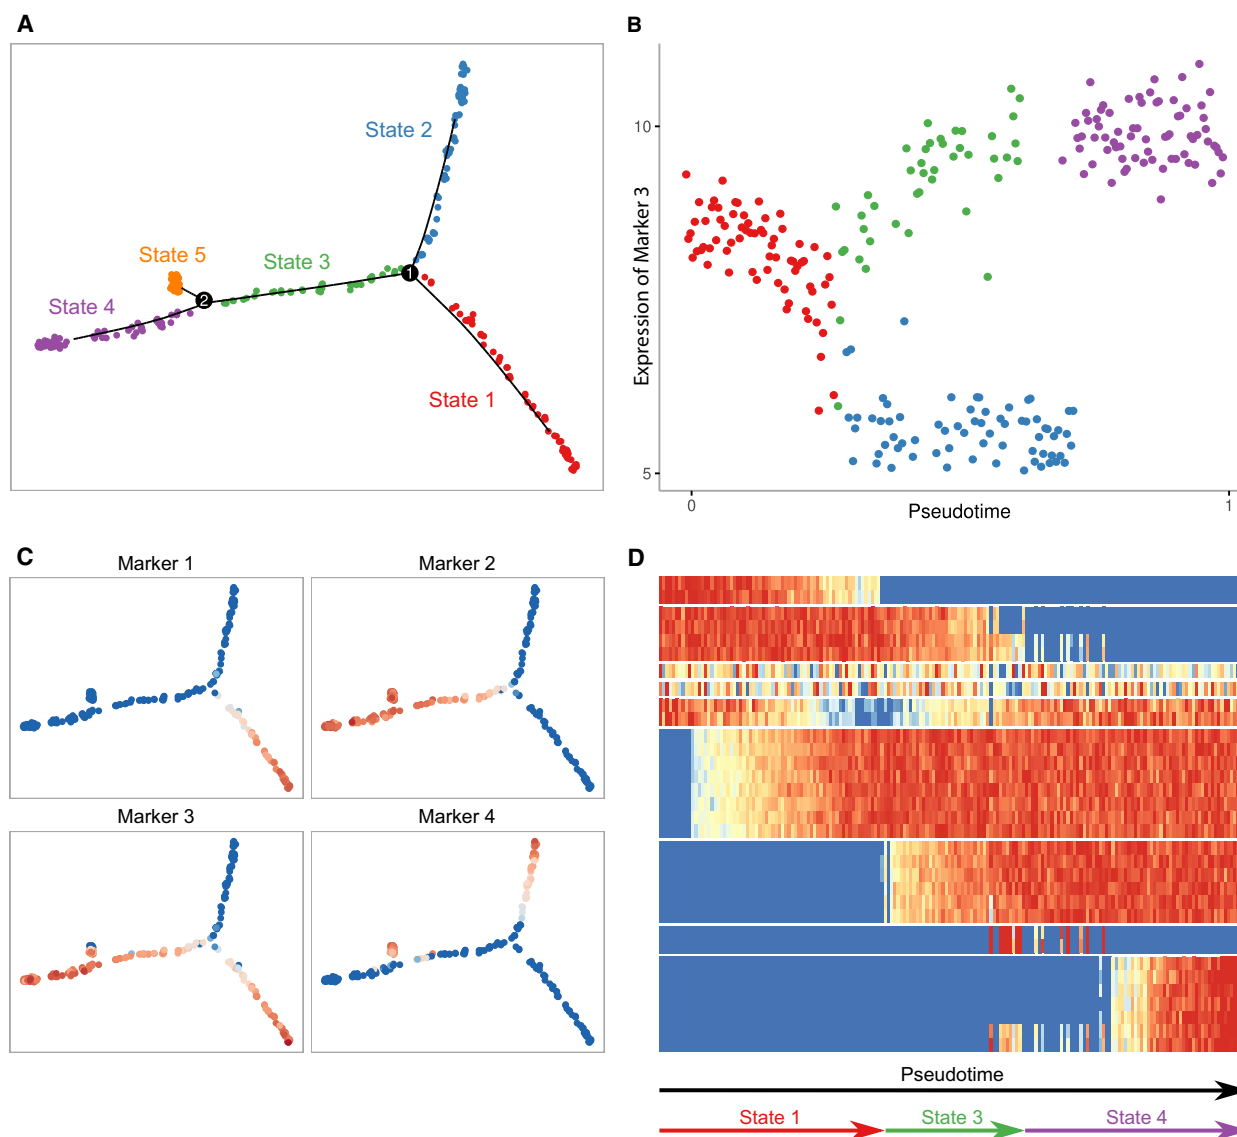 A
State 2
State 5
State 3
State 4
State 1
1
2
B
10
5
Expression of Marker 3
0
1
Pseudotime
C
Marker 1
Marker 2
Marker 3
Marker 4
D
Pseudotime
State 1
State 3
State 4